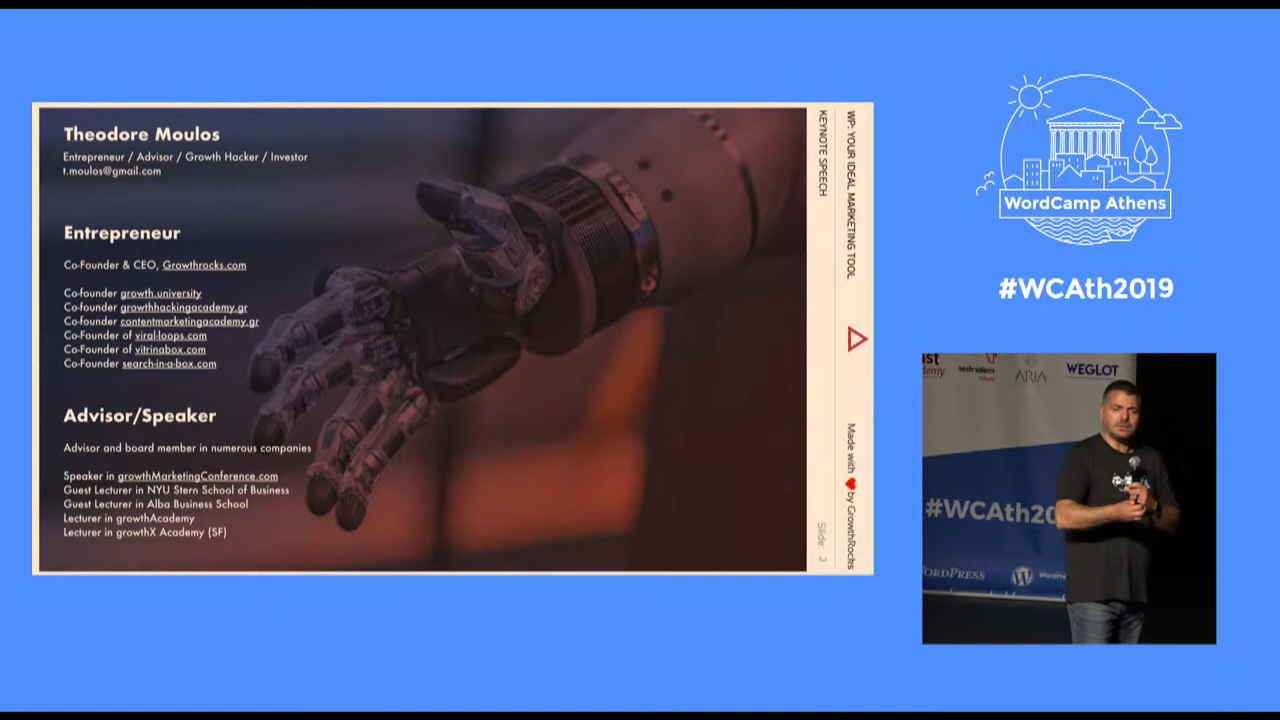 Theodore Moulos
Entrepreneur / Advisor / Growth Hacker / Investor
t.moulos@gmail.com
Entrepreneur
Co-Founder & CEO, Growthrocks.com
Co-founder growth.university
Co-founder growthhackingacademy.gr
Co-founder contentmarketingacademy.gr
Co-Founder of viral-loops.com
Co-Founder of vitrinabox.com
Co-Founder search-in-a-box.com
Advisor/Speaker
Advisor and board member in numerous companies
Speaker in growthMarketingConference.com
Guest Lecturer in NYU Stern School of Business
Guest Lecturer in Alba Business School
Lecturer in growthAcademy
Lecturer in growthX Academy (SF)
WP: YOUR IDEAL MARKETING TOOL
KEYNOTE SPEECH
Made with ❤ by GrowthRocks
Slide: 2
WordCamp Athens
#WCAth2019
ARIA
WEGLOT
#WCAth20